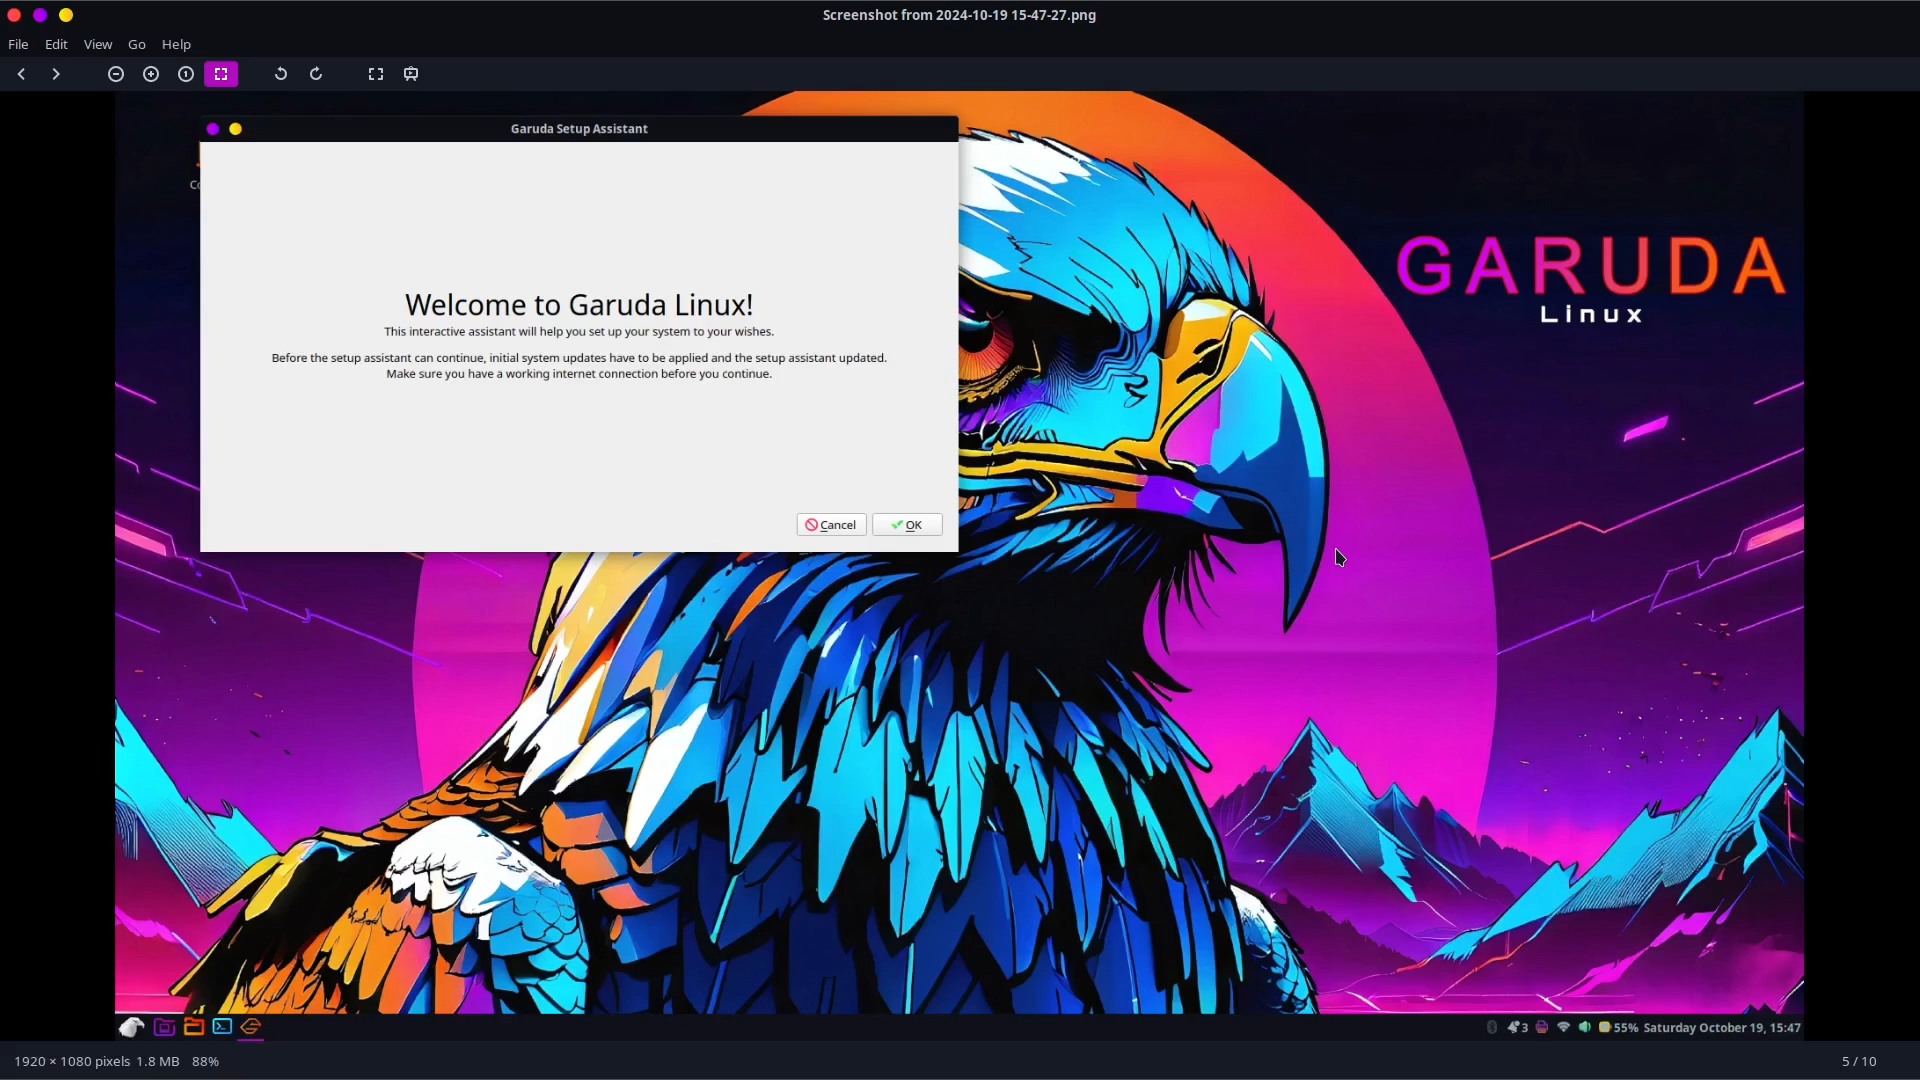 Screenshot from 2024-10-19 15-47-27.png
File Edit View Go Help
Garuda Setup Assistant
Welcome to Garuda Linux!
This interactive assistant will help you set up your system to your wishes.
Before the setup assistant can continue, initial system updates have to be applied and the setup assistant updated.
Make sure you have a working internet connection before you continue.
Cancel OK
GARUDA
Linux
3 55% Saturday October 19, 15:47
1920 × 1080 pixels 1.8 MB 88% 5 / 10